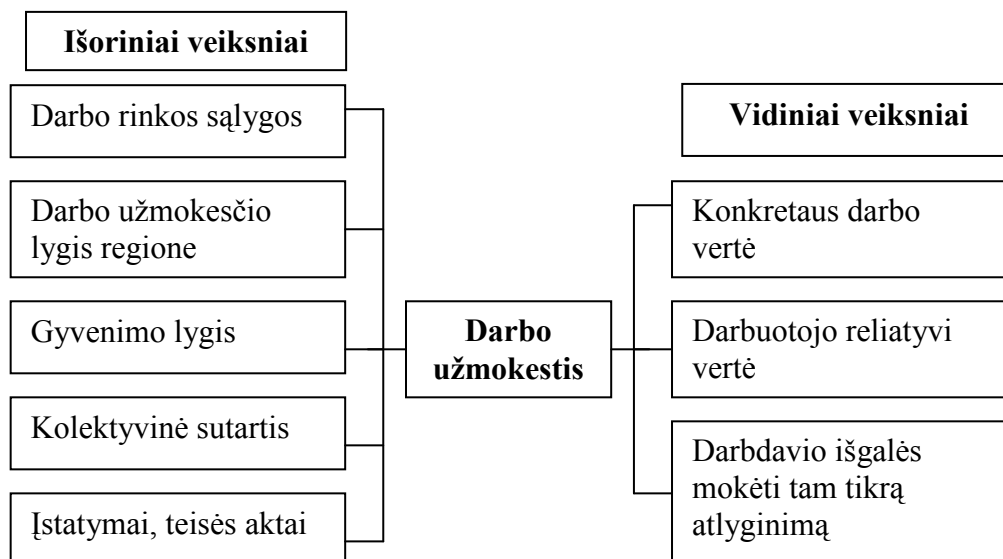 Išoriniai veiksniai
Darbo rinkos sąlygos
Darbo užmokesčio
lygis regione
Gyvenimo lygis
Kolektyvinė sutartis
Įstatymai, teisės aktai
Darbo
užmokestis
Vidiniai veiksniai
Konkretaus darbo
vertė
Darbuotojo reliatyvi
vertė
Darbdavio išgalės
mokėti tam tikrą
atlyginimą